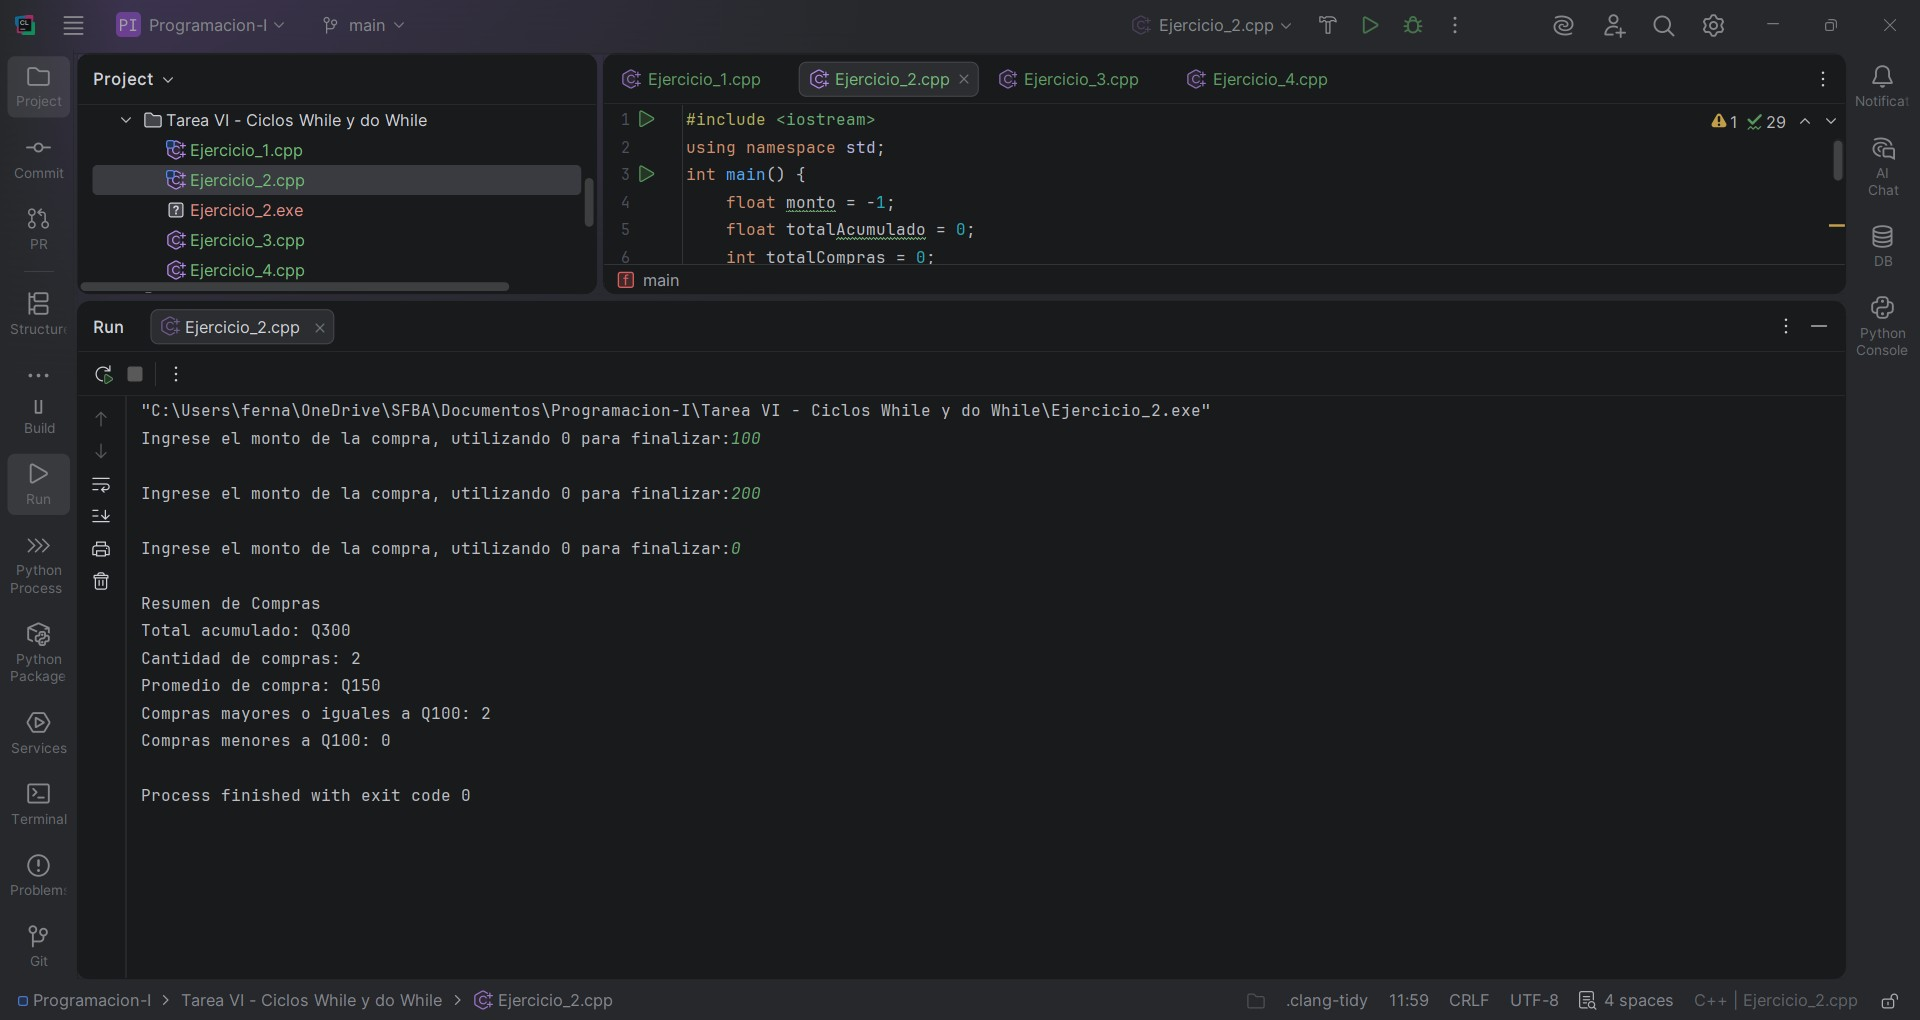 CL
PI Programacion-I
main
Ejercicio_2.cpp
Project
Commit
PR
Structur
Build
Run
Python
Process
Python
Package
Services
Terminal
Problem
Git
Project
Tarea VI - Ciclos While y do While
Ejercicio_1.cpp
Ejercicio_2.cpp
Ejercicio_2.exe
Ejercicio_3.cpp
Ejercicio_4.cpp
Ejercicio_1.cpp
Ejercicio_2.cpp
Ejercicio_3.cpp
Ejercicio_4.cpp
1 #include <iostream>
2 using namespace std;
3 int main() {
4 float monto = -1;
5 float totalAcumulado = 0;
6 int totalCompras = 0;
1 29
f main
Notificat
AI
Chat
DB
Python
Console
Run
Ejercicio_2.cpp
"C:\Users\ferna\OneDrive\SFBA\Documentos\Programacion-I\Tarea VI - Ciclos While y do While\Ejercicio_2.exe"
Ingrese el monto de la compra, utilizando 0 para finalizar:100
Ingrese el monto de la compra, utilizando 0 para finalizar:200
Ingrese el monto de la compra, utilizando 0 para finalizar:0
Resumen de Compras
Total acumulado: Q300
Cantidad de compras: 2
Promedio de compra: Q150
Compras mayores o iguales a Q100: 2
Compras menores a Q100: 0
Process finished with exit code 0
Programacion-I > Tarea VI - Ciclos While y do While > Ejercicio_2.cpp
.clang-tidy 11:59 CRLF UTF-8 4 spaces C++ | Ejercicio_2.cpp